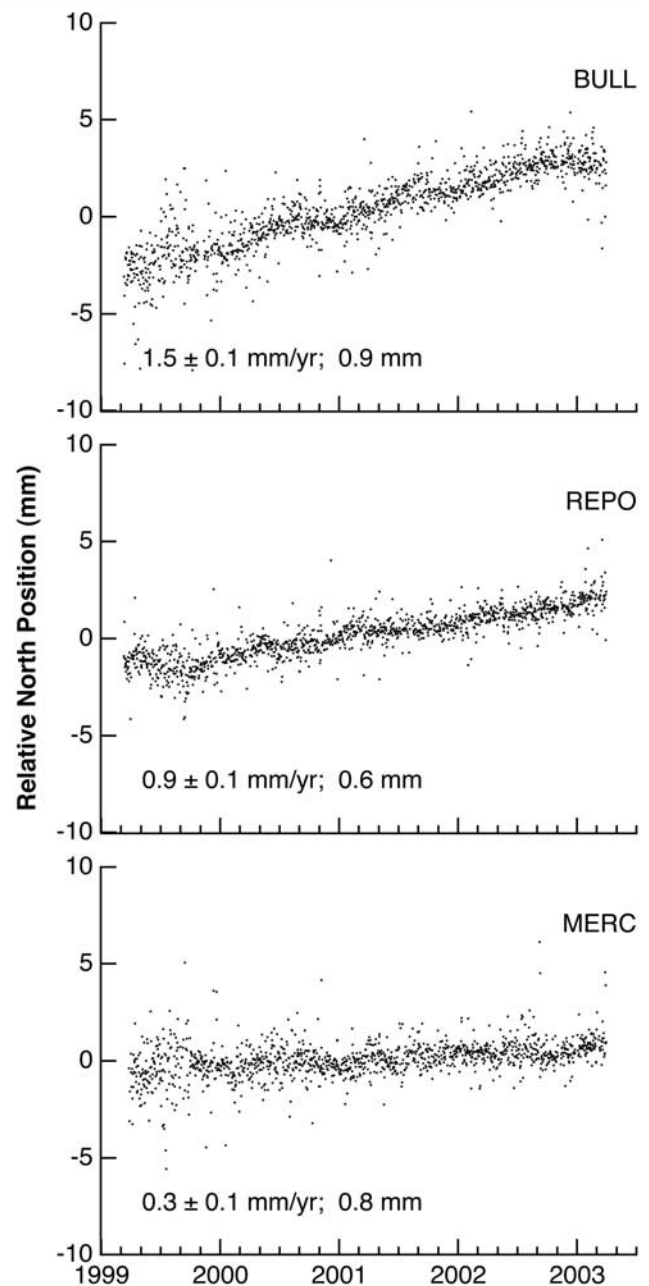 Relative North Position (mm)
10
BULL
5
0
-5
1.5 ± 0.1 mm/yr; 0.9 mm
-10
10
REPO
5
0
-5
0.9 ± 0.1 mm/yr; 0.6 mm
-10
10
MERC
5
0
-5
0.3 ± 0.1 mm/yr; 0.8 mm
-10
1999 2000 2001 2002 2003